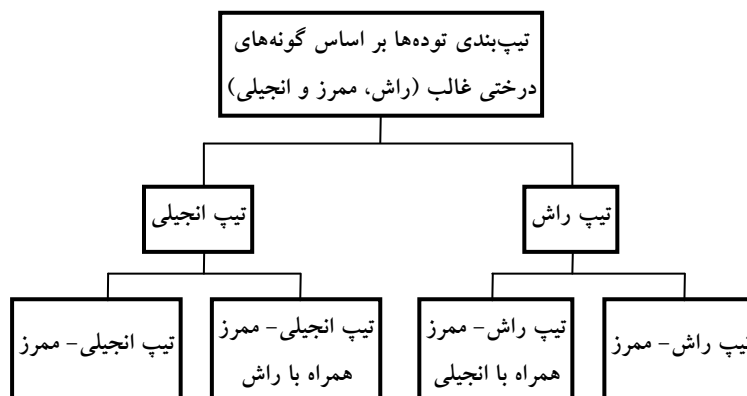 تیپ‌بندی توده‌ها بر اساس گونه‌های
درختی غالب (راش، ممرز و انجیلی)
تیپ راش
تیپ انجیلی
تیپ راش- ممرز
تیپ راش- ممرز
همراه با انجیلی
تیپ انجیلی- ممرز
همراه با راش
تیپ انجیلی- ممرز